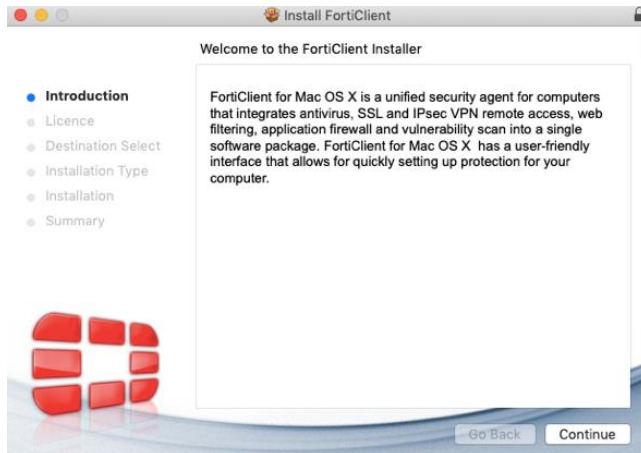 Install FortiClient
Welcome to the FortiClient Installer
Introduction
Licence
Destination Select
Installation Type
Installation
Summary
FortiClient for Mac OS X is a unified security agent for computers
that integrates antivirus, SSL and IPsec VPN remote access, web
filtering, application firewall and vulnerability scan into a single
software package. FortiClient for Mac OS X has a user-friendly
interface that allows for quickly setting up protection for your
computer.
Go Back
Continue